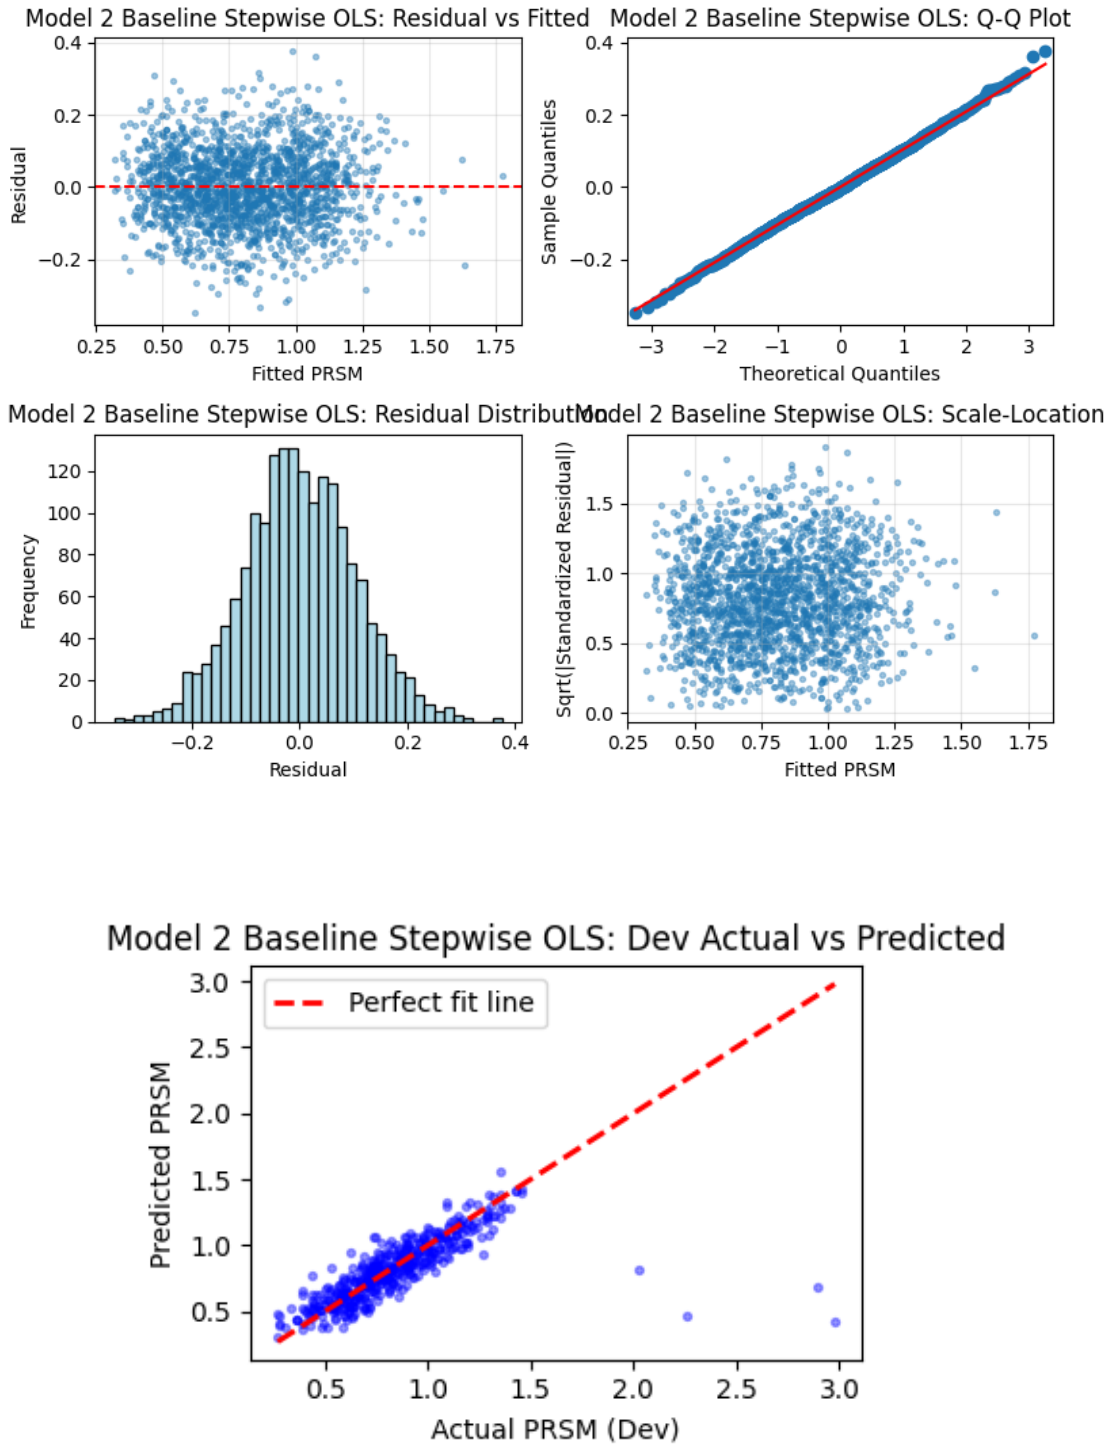 Model 2 Baseline Stepwise OLS: Residual vs Fitted
0.4
0.2
0.0
−0.2
Residual
0.25 0.50 0.75 1.00 1.25 1.50 1.75
Fitted PRSM
Model 2 Baseline Stepwise OLS: Q-Q Plot
0.4
0.2
0.0
−0.2
Sample Quantiles
−3 −2 −1 0 1 2 3
Theoretical Quantiles
Model 2 Baseline Stepwise OLS: Residual Distribution
120
100
80
60
40
20
0
Frequency
−0.2 0.0 0.2 0.4
Residual
Model 2 Baseline Stepwise OLS: Scale-Location
1.5
1.0
0.5
0.0
Sqrt(|Standardized Residual|)
0.25 0.50 0.75 1.00 1.25 1.50 1.75
Fitted PRSM
Model 2 Baseline Stepwise OLS: Dev Actual vs Predicted
Perfect fit line
3.0
2.5
2.0
1.5
1.0
0.5
Predicted PRSM
0.5 1.0 1.5 2.0 2.5 3.0
Actual PRSM (Dev)